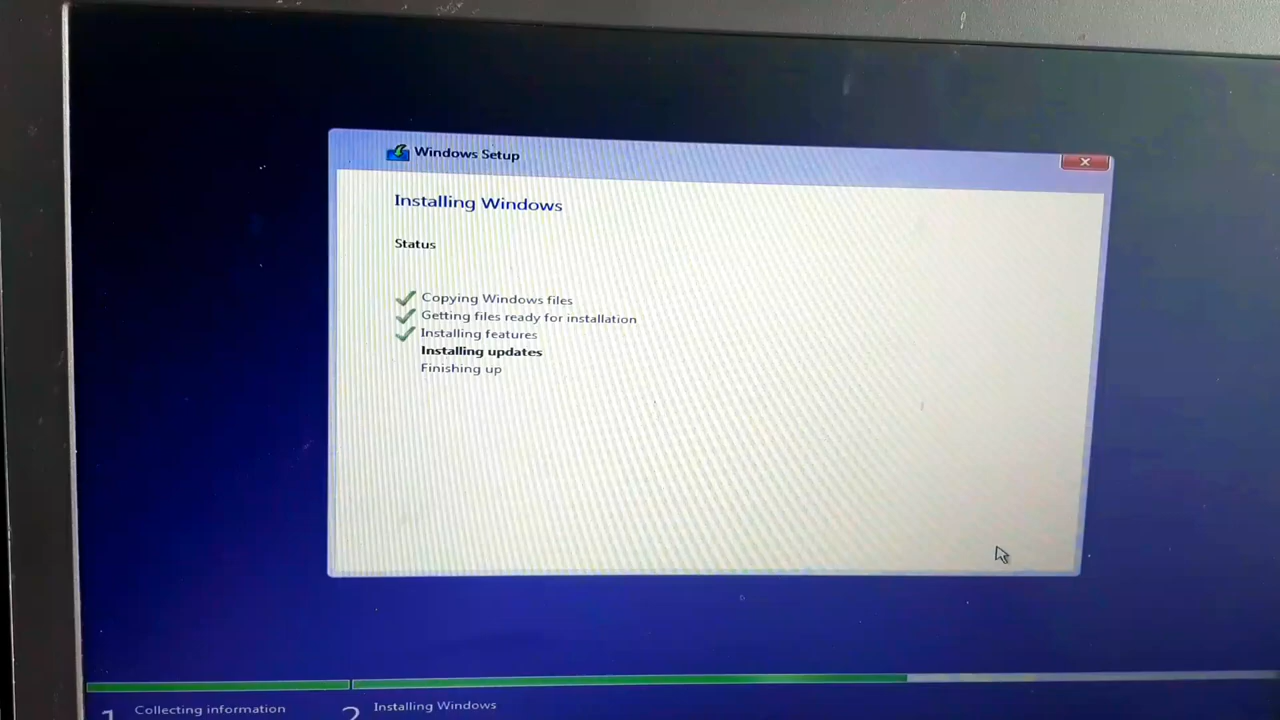 Windows Setup
Installing Windows
Status
Copying Windows files
Getting files ready for installation
Installing features
Installing updates
Finishing up
1 Collecting information
2 Installing Windows